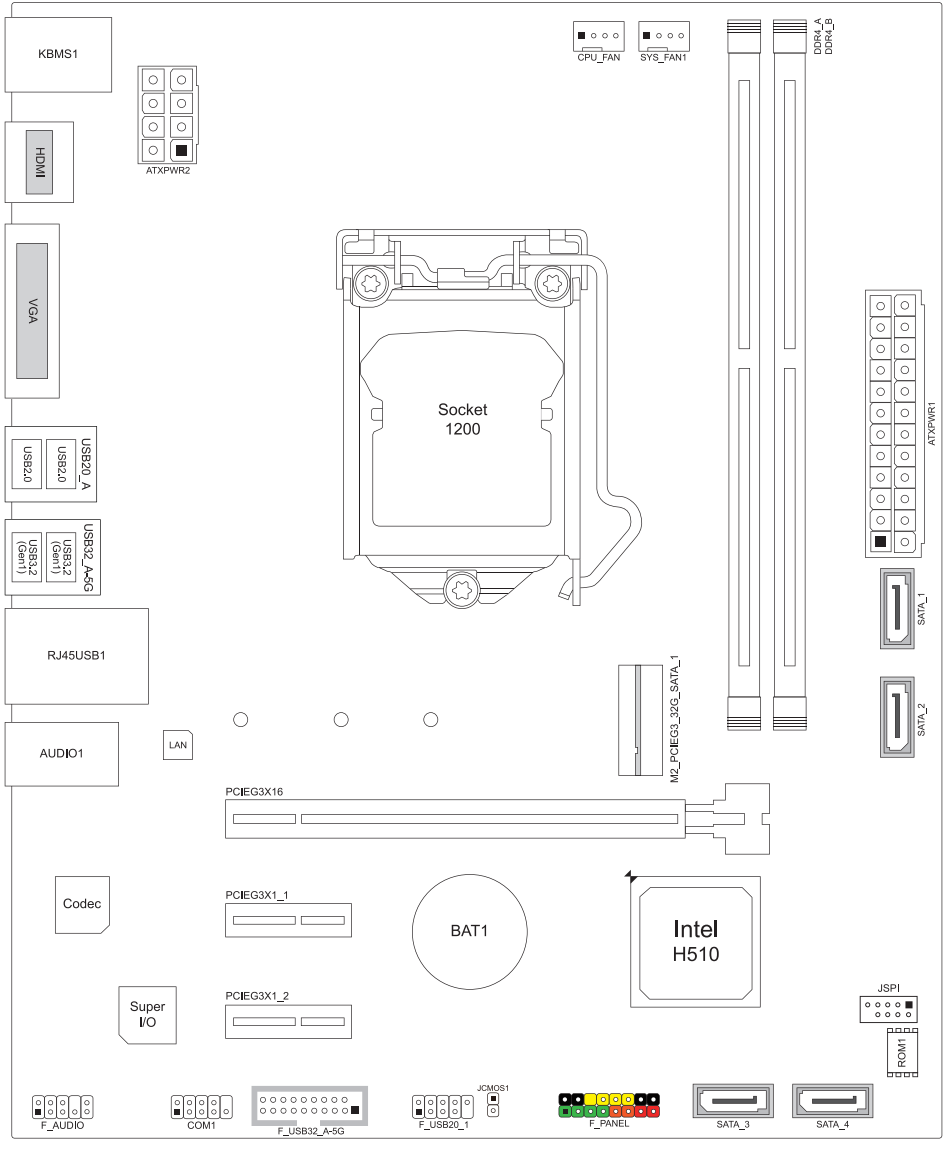 KBMS1
CPU_FAN
SYS_FAN1
DDR4_A
DDR4_B
HDMI
ATXPWR2
VGA
Socket
1200
ATXPWR1
USB20_A
USB2.0
USB2.0
USB32_A-5G
USB3.2
(Gen1)
USB3.2
(Gen1)
SATA_1
RJ45USB1
M2_PCIEG3_32G_SATA_1
SATA_2
AUDIO1
LAN
PCIEG3X16
PCIEG3X1_1
Codec
BAT1
Intel
H510
PCIEG3X1_2
Super
I/O
JSPI
ROM1
JCMOS1
F_AUDIO
COM1
F_USB32_A-5G
F_USB20_1
F_PANEL
SATA_3
SATA_4